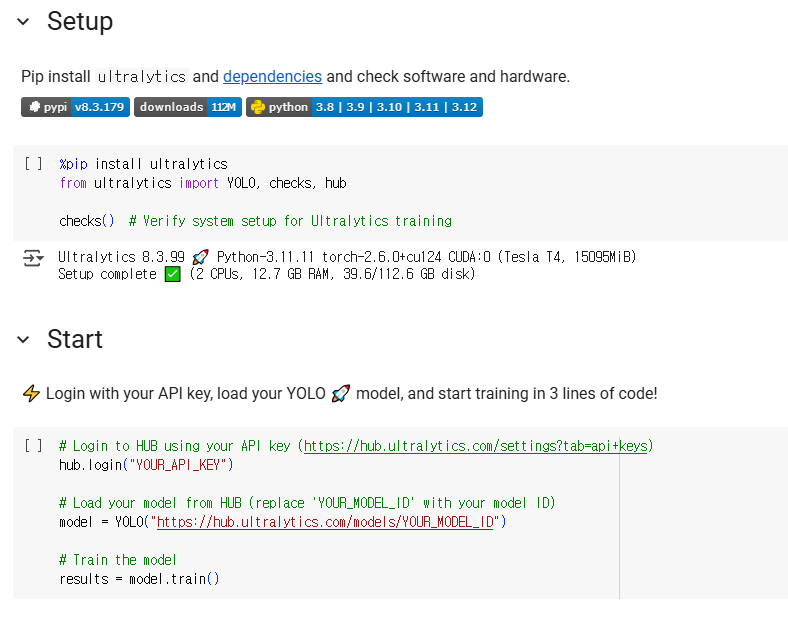 Setup
Pip install ultralytics and dependencies and check software and hardware.
pypi v8.3.179 downloads 112M python 3.8 | 3.9 | 3.10 | 3.11 | 3.12
[ ] %pip install ultralytics
from ultralytics import YOLO, checks, hub
checks() # Verify system setup for Ultralytics training
Ultralytics 8.3.99 🚀 Python-3.11.11 torch-2.6.0+cu124 CUDA:0 (Tesla T4, 15095MiB)
Setup complete ✅ (2 CPUs, 12.7 GB RAM, 39.6/112.6 GB disk)
Start
⚡ Login with your API key, load your YOLO 🚀 model, and start training in 3 lines of code!
[ ] # Login to HUB using your API key (https://hub.ultralytics.com/settings?tab=api+keys)
hub.login("YOUR_API_KEY")
# Load your model from HUB (replace 'YOUR_MODEL_ID' with your model ID)
model = YOLO("https://hub.ultralytics.com/models/YOUR_MODEL_ID")
# Train the model
results = model.train()